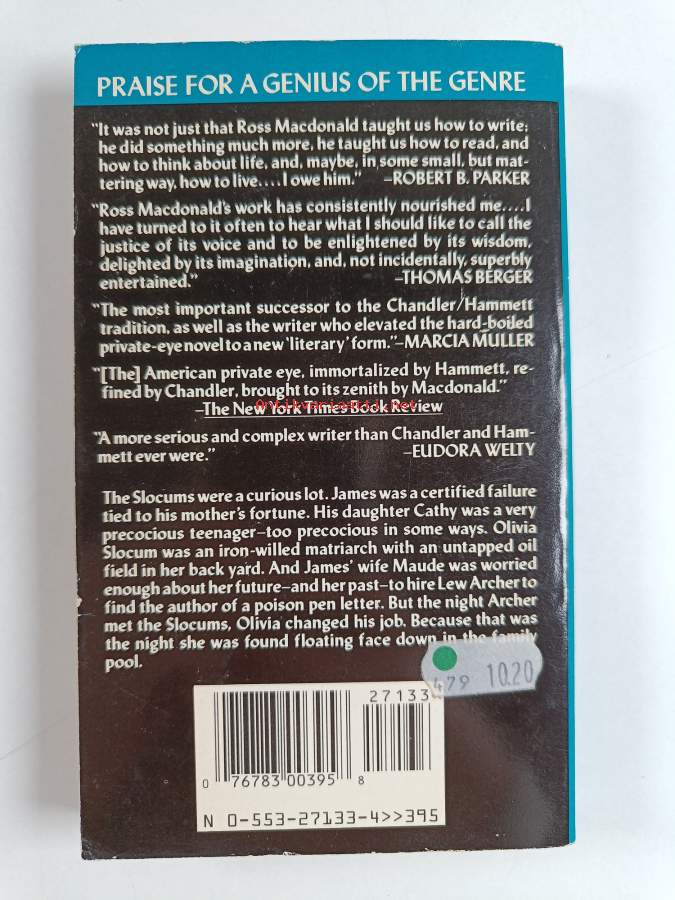 PRAISE FOR A GENIUS OF THE GENRE
"It was not just that Ross Macdonald taught us how to write;
he did something much more, he taught us how to read, and
how to think about life, and, maybe, in some small, but mat-
tering way, how to live....I owe him." –ROBERT B. PARKER
"Ross Macdonald's work has consistently nourished me....I
have turned to it often to hear what I should like to call the
justice of its voice and to be enlightened by its wisdom,
delighted by its imagination, and, not incidentally, superbly
entertained." –THOMAS BERGER
"The most important successor to the Chandler/Hammett
tradition, as well as the writer who elevated the hard-boiled
private-eye novel to a new 'literary' form."–MARCIA MULLER
"[The] American private eye, immortalized by Hammett, re-
fined by Chandler, brought to its zenith by Macdonald."
–The New York Times Book Review
"A more serious and complex writer than Chandler and Ham-
mett ever were." –EUDORA WELTY
The Slocums were a curious lot. James was a certified failure
tied to his mother's fortune. His daughter Cathy was a very
precocious teenager–too precocious in some ways. Olivia
Slocum was an iron-willed matriarch with an untapped oil
field in her back yard. And James' wife Maude was worried
enough about her future–and her past–to hire Lew Archer to
find the author of a poison pen letter. But the night Archer
met the Slocums, Olivia changed his job. Because that was
the night she was found floating face down in the family
pool.
479 10.20
27133
0 76783 00395 8
N 0-553-27133-4>>395